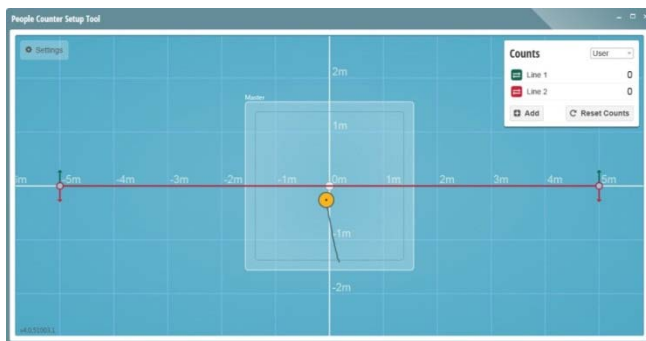 People Counter Setup Tool
Settings
Counts
User
Line 1 0
Line 2 0
Add
Reset Counts
Master
2m
1m
-5m -4m -3m -2m -1m 0m 1m 2m 3m 4m 5m
-1m
-2m